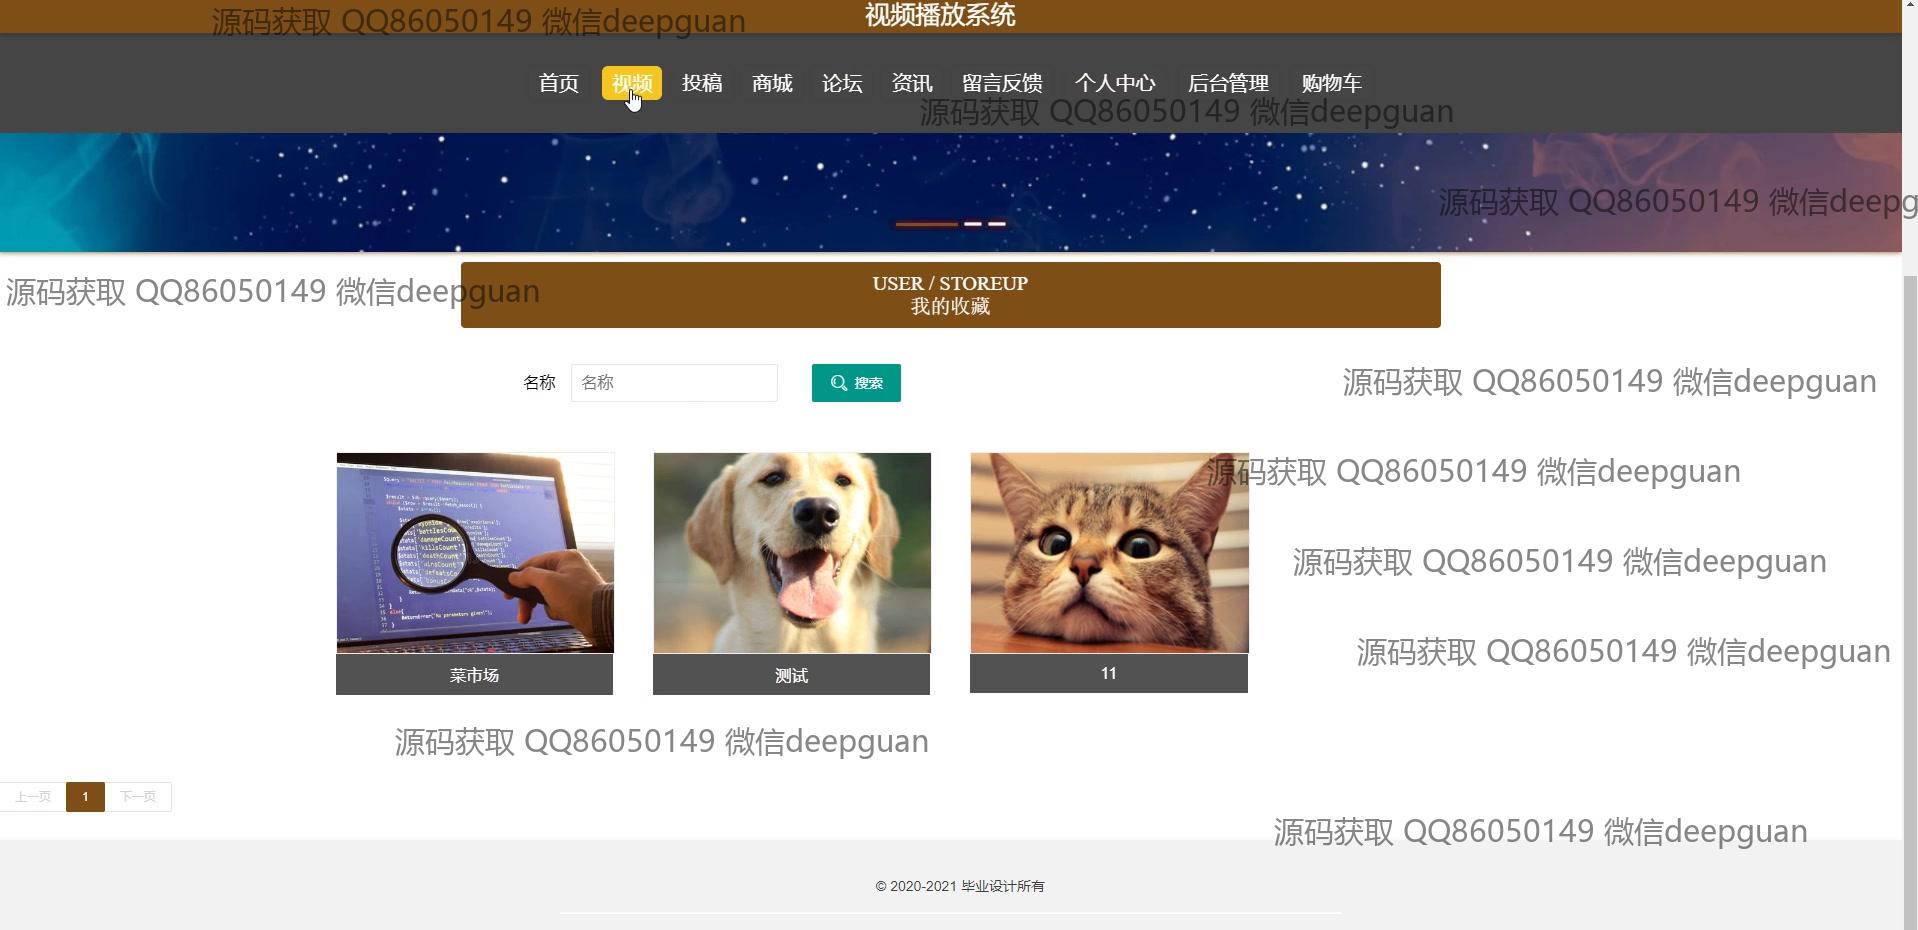 视频播放系统
源码获取 QQ86050149 微信deepguan
首页 视频 投稿 商城 论坛 资讯 留言反馈 个人中心 后台管理 购物车
源码获取 QQ86050149 微信deepguan
源码获取 QQ86050149 微信deepg
USER / STOREUP
源码获取 QQ86050149 微信deepguan
我的收藏
名称 名称 搜索
源码获取 QQ86050149 微信deepguan
源码获取 QQ86050149 微信deepguan
源码获取 QQ86050149 微信deepguan
源码获取 QQ86050149 微信deepguan
菜市场 测试 11
源码获取 QQ86050149 微信deepguan
上一页 1 下一页
源码获取 QQ86050149 微信deepguan
© 2020-2021 毕业设计所有